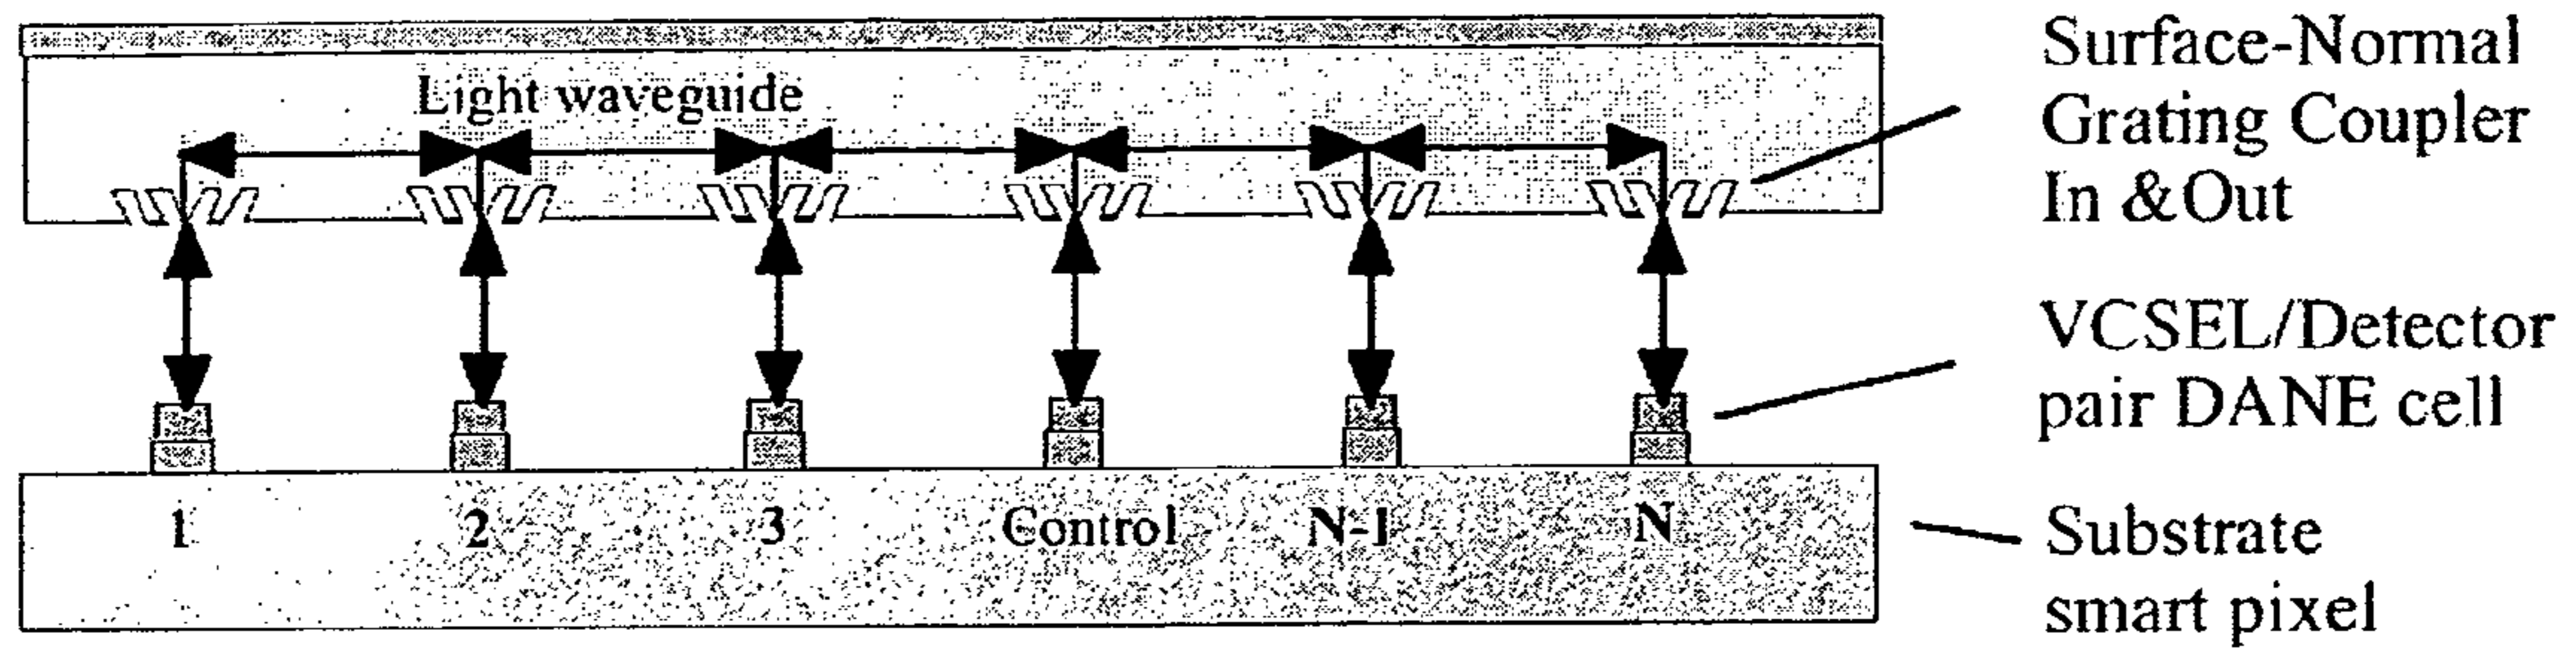 Light waveguide
Surface-Normal
Grating Coupler
In &Out
VCSEL/Detector
pair DANE cell
1 2 3 Control N-1 N
Substrate
smart pixel